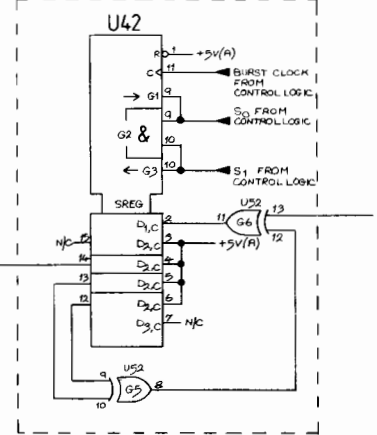 U42
R 1 +5V(A)
C 11 BURST CLOCK
FROM
CONTROL LOGIC
→ G1 9
G2 & 9 S0 FROM
CONTROL LOGIC
10
← G3 10 S1 FROM
CONTROL LOGIC
SREG
D1,C 2 11 G6 U52 13
12
N/C 15 D2,C 3 +5V(A)
14 D2,C 4
13 D2,C 5
12 D2,C 6
D3,C 7 N/C
U52
9 G5 8
10